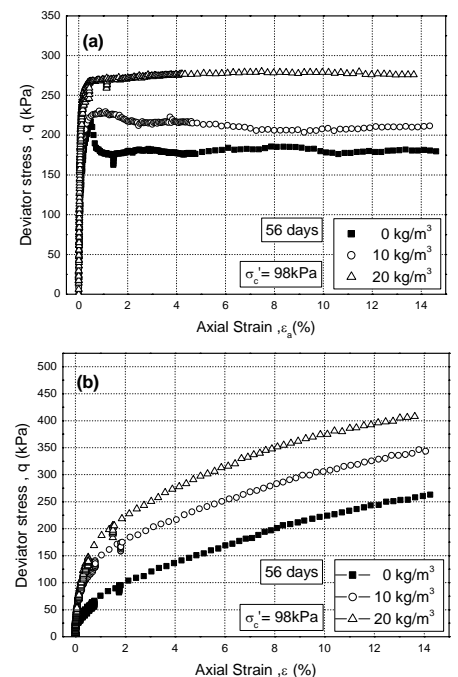 (a)
350
300
250
200
150
100
50
0
Deviator stress , q (kPa)
56 days
σc'= 98kPa
0 kg/m³
10 kg/m³
20 kg/m³
0 2 4 6 8 10 12 14
Axial Strain ,εa(%)
(b)
500
450
400
350
300
250
200
150
100
50
0
Deviator stress, q (kPa)
56 days
σc'= 98kPa
0 kg/m³
10 kg/m³
20 kg/m³
0 2 4 6 8 10 12 14
Axial Strain ,ε (%)